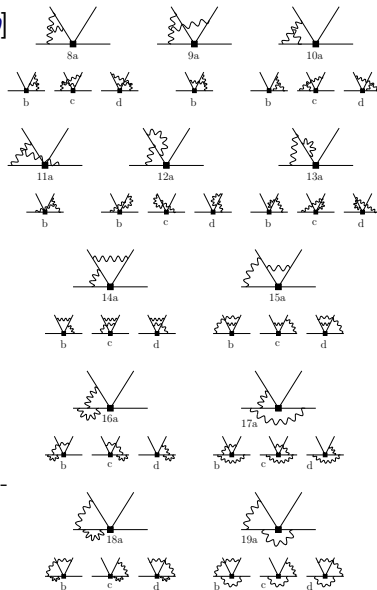 ]
8a 9a 10a
b c d b b c d
11a 12a 13a
b b c d b c d
14a 15a
b c d b c d
16a 17a
b c d b c d
18a 19a
b c d b c d